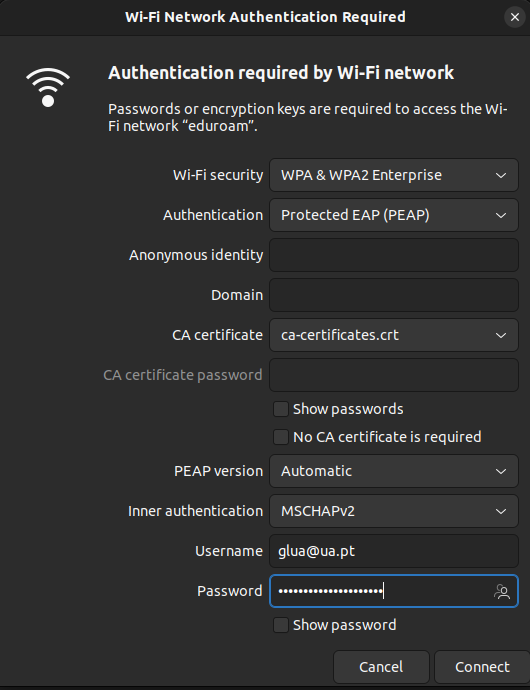 Wi-Fi Network Authentication Required
Authentication required by Wi-Fi network
Passwords or encryption keys are required to access the Wi-
Fi network “eduroam”.
Wi-Fi security WPA & WPA2 Enterprise
Authentication Protected EAP (PEAP)
Anonymous identity
Domain
CA certificate ca-certificates.crt
CA certificate password
Show passwords
No CA certificate is required
PEAP version Automatic
Inner authentication MSCHAPv2
Username glua@ua.pt
Password •••••••••••••••••••••
Show password
Cancel Connect